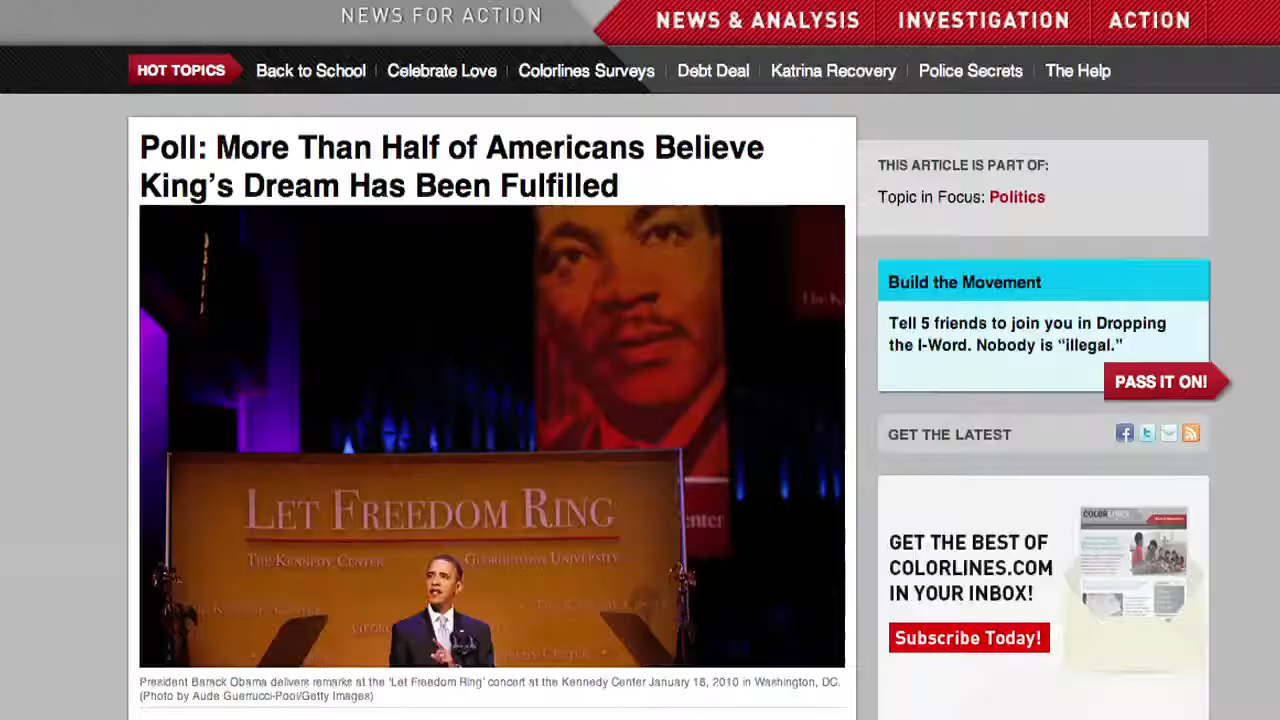 NEWS FOR ACTION
NEWS & ANALYSIS
INVESTIGATION
ACTION
HOT TOPICS
Back to School
Celebrate Love
Colorlines Surveys
Debt Deal
Katrina Recovery
Police Secrets
The Help
Poll: More Than Half of Americans Believe
King's Dream Has Been Fulfilled
LET FREEDOM RING
THE KENNEDY CENTER
GEORGETOWN UNIVERSITY
President Barack Obama delivers remarks at the 'Let Freedom Ring' concert at the Kennedy Center January 18, 2010 in Washington, DC.
(Photo by Aude Guerrucci-Pool/Getty Images)
THIS ARTICLE IS PART OF:
Topic in Focus: Politics
Build the Movement
Tell 5 friends to join you in Dropping
the I-Word. Nobody is “illegal.”
PASS IT ON!
GET THE LATEST
COLORLINES
GET THE BEST OF
COLORLINES.COM
IN YOUR INBOX!
Subscribe Today!